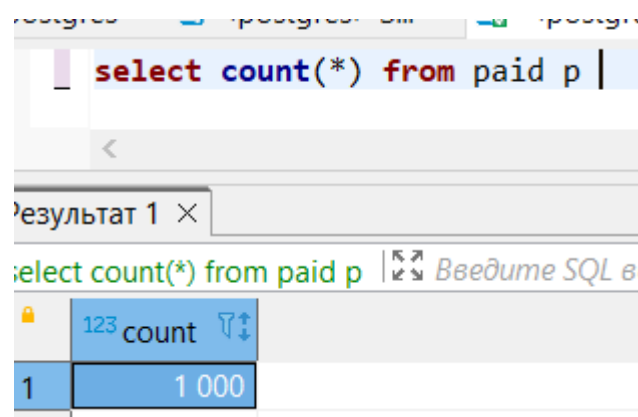 select count(*) from paid p
Результат 1
select count(*) from paid p Введите SQL в
123 count
1 1 000